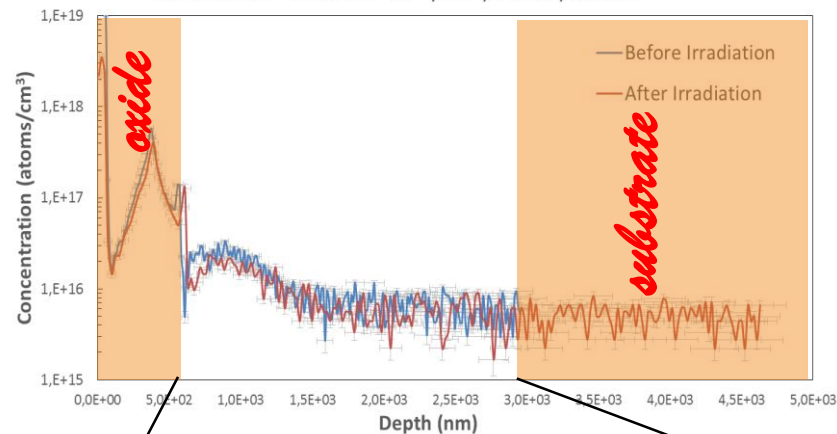 1,E+19
1,E+18
1,E+17
1,E+16
1,E+15
Concentration (atoms/cm³)
oxide
substrate
Before Irradiation
After Irradiation
0,0E+00 5,0E+02 1,0E+03 1,5E+03 2,0E+03 2,5E+03 3,0E+03 3,5E+03 4,0E+03 4,5E+03 5,0E+03
Depth (nm)